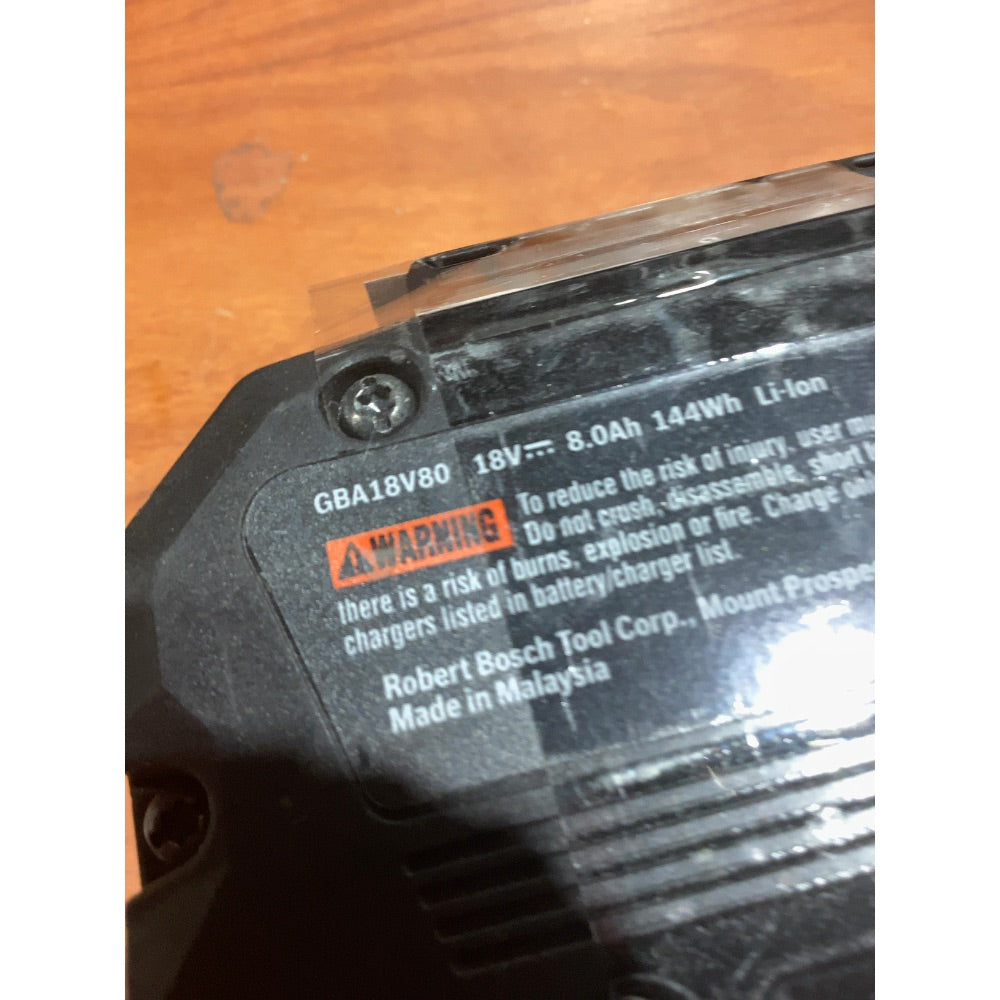 GBA18V80 18V⎓ 8.0Ah 144Wh Li-Ion
⚠WARNING To reduce the risk of injury, user
Do not crush, disassemble, short
there is a risk of burns, explosion or fire. Charge
chargers listed in battery/charger list.
Robert Bosch Tool Corp., Mount
Made in Malaysia